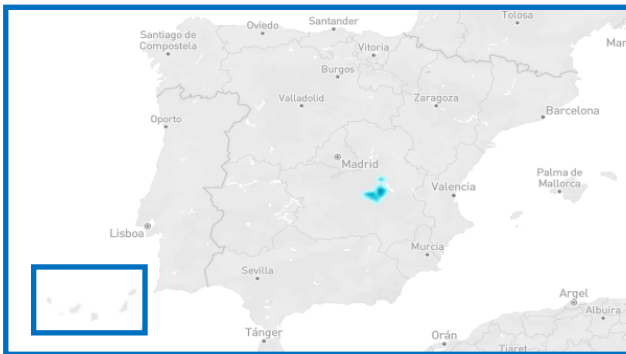 Tolosa
Santander
Oviedo
Santiago de
Compostela
Mar
Vitoria
Burgos
Valladolid
Zaragoza
Barcelona
Oporto
Madrid
Palma de
Mallorca
Valencia
Lisboa
Murcia
Sevilla
Argel
Albuira
Tánger
Orán
Tiaret